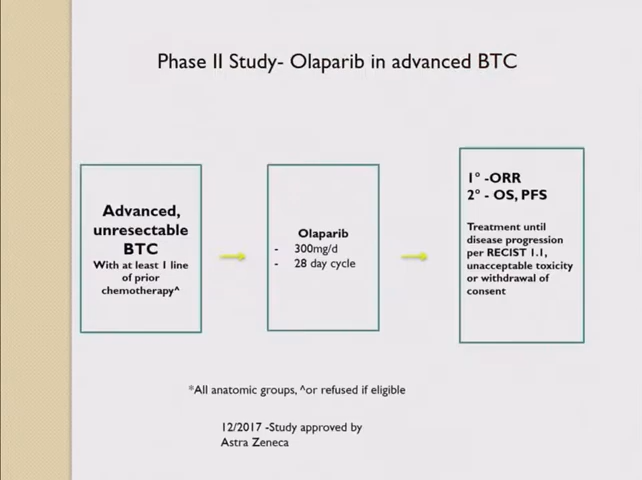 Phase II Study- Olaparib in advanced BTC
Advanced,
unresectable
BTC
With at least 1 line
of prior
chemotherapy^
Olaparib
- 300mg/d
- 28 day cycle
1° -ORR
2° - OS, PFS
Treatment until
disease progression
per RECIST 1.1,
unacceptable toxicity
or withdrawal of
consent
*All anatomic groups, ^or refused if eligible
12/2017 -Study approved by
Astra Zeneca